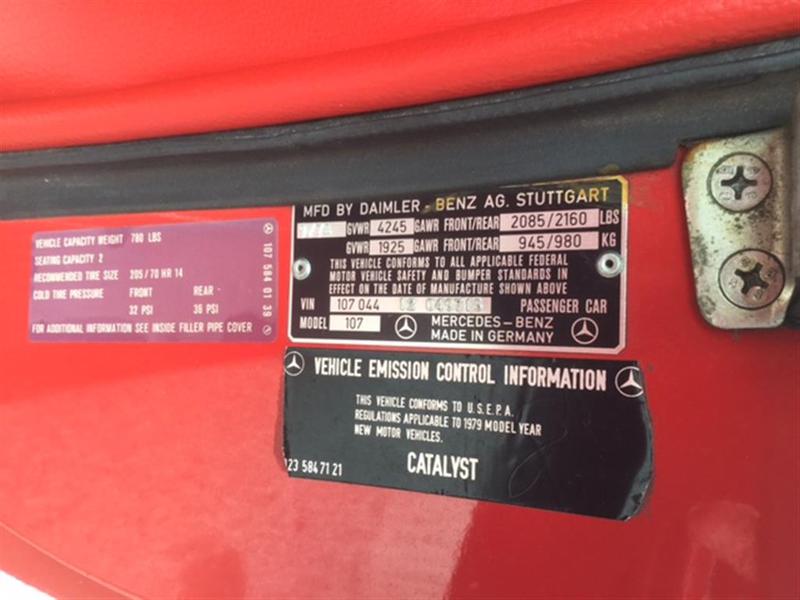 VEHICLE CAPACITY WEIGHT 780 LBS
SEATING CAPACITY 2
RECOMMENDED TIRE SIZE 205/70 HR 14
COLD TIRE PRESSURE FRONT REAR
32 PSI 36 PSI
FOR ADDITIONAL INFORMATION SEE INSIDE FILLER PIPE COVER
107 584 01 39
MFD BY DAIMLER - BENZ AG. STUTTGART
GVWR 4245 GAWR FRONT/REAR 2085/2160 LBS
GVWR 1925 GAWR FRONT/REAR 945/980 KG
THIS VEHICLE CONFORMS TO ALL APPLICABLE FEDERAL
MOTOR VEHICLE SAFETY AND BUMPER STANDARDS IN
EFFECT ON THE DATE OF MANUFACTURE SHOWN ABOVE
VIN 107 044 PASSENGER CAR
MODEL 107 MERCEDES-BENZ
MADE IN GERMANY
VEHICLE EMISSION CONTROL INFORMATION
THIS VEHICLE CONFORMS TO U.S.E.P.A.
REGULATIONS APPLICABLE TO 1979 MODEL YEAR
NEW MOTOR VEHICLES.
123 584 71 21 CATALYST